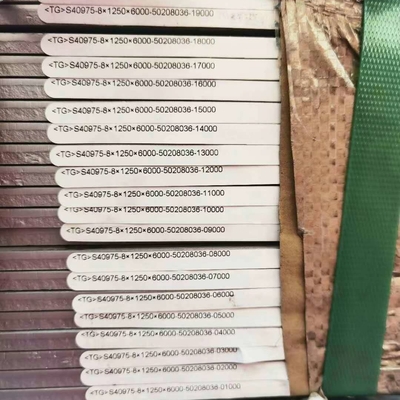 <TG>S40975-8×1250×6000-50208036-19000
<TG>S40975-8×1250×6000-50208036-18000
<TG>S40975-8×1250×6000-50208036-17000
<TG>S40975-8×1250×6000-50208036-16000
<TG>S40975-8×1250×6000-50208036-15000
<TG>S40975-8×1250×6000-50208036-14000
<TG>S40975-8×1250×6000-50208036-13000
<TG>S40975-8×1250×6000-50208036-12000
<TG>S40975-8×1250×6000-50208036-11000
<TG>S40975-8×1250×6000-50208036-10000
<TG>S40975-8×1250×6000-50208036-09000
<TG>S40975-8×1250×6000-50208036-08000
<TG>S40975-8×1250×6000-50208036-07000
<TG>S40975-8×1250×6000-50208036-06000
<TG>S40975-8×1250×6000-50208036-05000
<TG>S40975-8×1250×6000-50208036-04000
<TG>S40975-8×1250×6000-50208036-03000
<TG>S40975-8×1250×6000-50208036-02000
<TG>S40975-8×1250×6000-50208036-01000